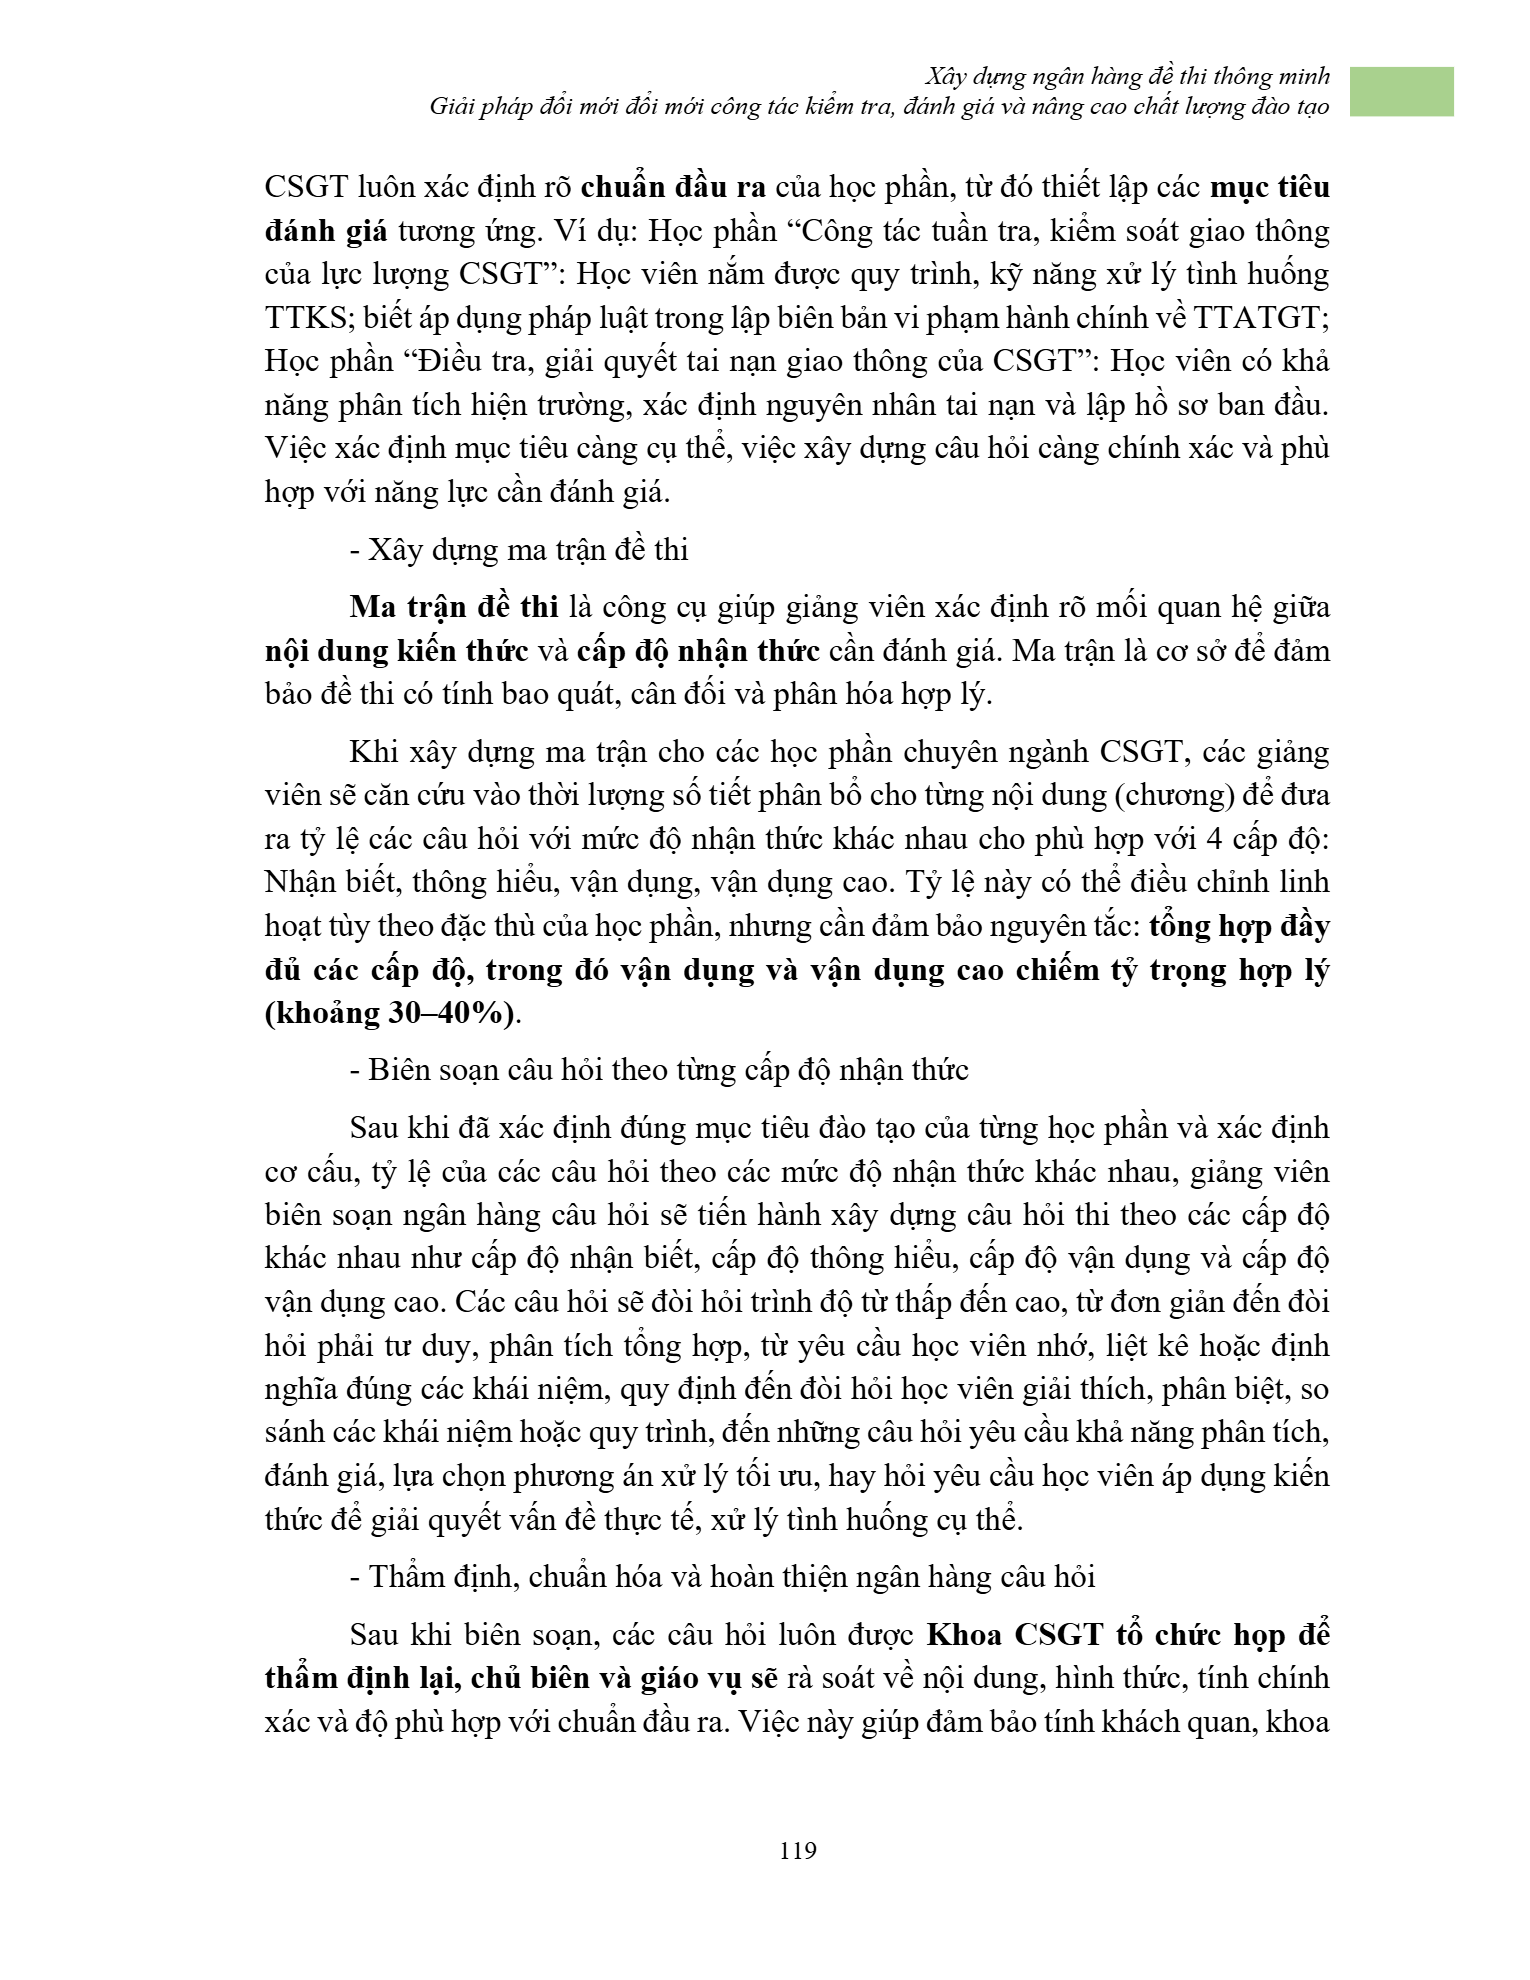 Xây dựng ngân hàng đề thi thông minh
Giải pháp đổi mới đổi mới công tác kiểm tra, đánh giá và nâng cao chất lượng đào tạo
CSGT luôn xác định rõ chuẩn đầu ra của học phần, từ đó thiết lập các mục tiêu
đánh giá tương ứng. Ví dụ: Học phần “Công tác tuần tra, kiểm soát giao thông
của lực lượng CSGT”: Học viên nắm được quy trình, kỹ năng xử lý tình huống
TTKS; biết áp dụng pháp luật trong lập biên bản vi phạm hành chính về TTATGT;
Học phần “Điều tra, giải quyết tai nạn giao thông của CSGT”: Học viên có khả
năng phân tích hiện trường, xác định nguyên nhân tai nạn và lập hồ sơ ban đầu.
Việc xác định mục tiêu càng cụ thể, việc xây dựng câu hỏi càng chính xác và phù
hợp với năng lực cần đánh giá.
- Xây dựng ma trận đề thi
Ma trận đề thi là công cụ giúp giảng viên xác định rõ mối quan hệ giữa
nội dung kiến thức và cấp độ nhận thức cần đánh giá. Ma trận là cơ sở để đảm
bảo đề thi có tính bao quát, cân đối và phân hóa hợp lý.
Khi xây dựng ma trận cho các học phần chuyên ngành CSGT, các giảng
viên sẽ căn cứ vào thời lượng số tiết phân bổ cho từng nội dung (chương) để đưa
ra tỷ lệ các câu hỏi với mức độ nhận thức khác nhau cho phù hợp với 4 cấp độ:
Nhận biết, thông hiểu, vận dụng, vận dụng cao. Tỷ lệ này có thể điều chỉnh linh
hoạt tùy theo đặc thù của học phần, nhưng cần đảm bảo nguyên tắc: tổng hợp đầy
đủ các cấp độ, trong đó vận dụng và vận dụng cao chiếm tỷ trọng hợp lý
(khoảng 30–40%).
- Biên soạn câu hỏi theo từng cấp độ nhận thức
Sau khi đã xác định đúng mục tiêu đào tạo của từng học phần và xác định
cơ cấu, tỷ lệ của các câu hỏi theo các mức độ nhận thức khác nhau, giảng viên
biên soạn ngân hàng câu hỏi sẽ tiến hành xây dựng câu hỏi thi theo các cấp độ
khác nhau như cấp độ nhận biết, cấp độ thông hiểu, cấp độ vận dụng và cấp độ
vận dụng cao. Các câu hỏi sẽ đòi hỏi trình độ từ thấp đến cao, từ đơn giản đến đòi
hỏi phải tư duy, phân tích tổng hợp, từ yêu cầu học viên nhớ, liệt kê hoặc định
nghĩa đúng các khái niệm, quy định đến đòi hỏi học viên giải thích, phân biệt, so
sánh các khái niệm hoặc quy trình, đến những câu hỏi yêu cầu khả năng phân tích,
đánh giá, lựa chọn phương án xử lý tối ưu, hay hỏi yêu cầu học viên áp dụng kiến
thức để giải quyết vấn đề thực tế, xử lý tình huống cụ thể.
- Thẩm định, chuẩn hóa và hoàn thiện ngân hàng câu hỏi
Sau khi biên soạn, các câu hỏi luôn được Khoa CSGT tổ chức họp để
thẩm định lại, chủ biên và giáo vụ sẽ rà soát về nội dung, hình thức, tính chính
xác và độ phù hợp với chuẩn đầu ra. Việc này giúp đảm bảo tính khách quan, khoa
119